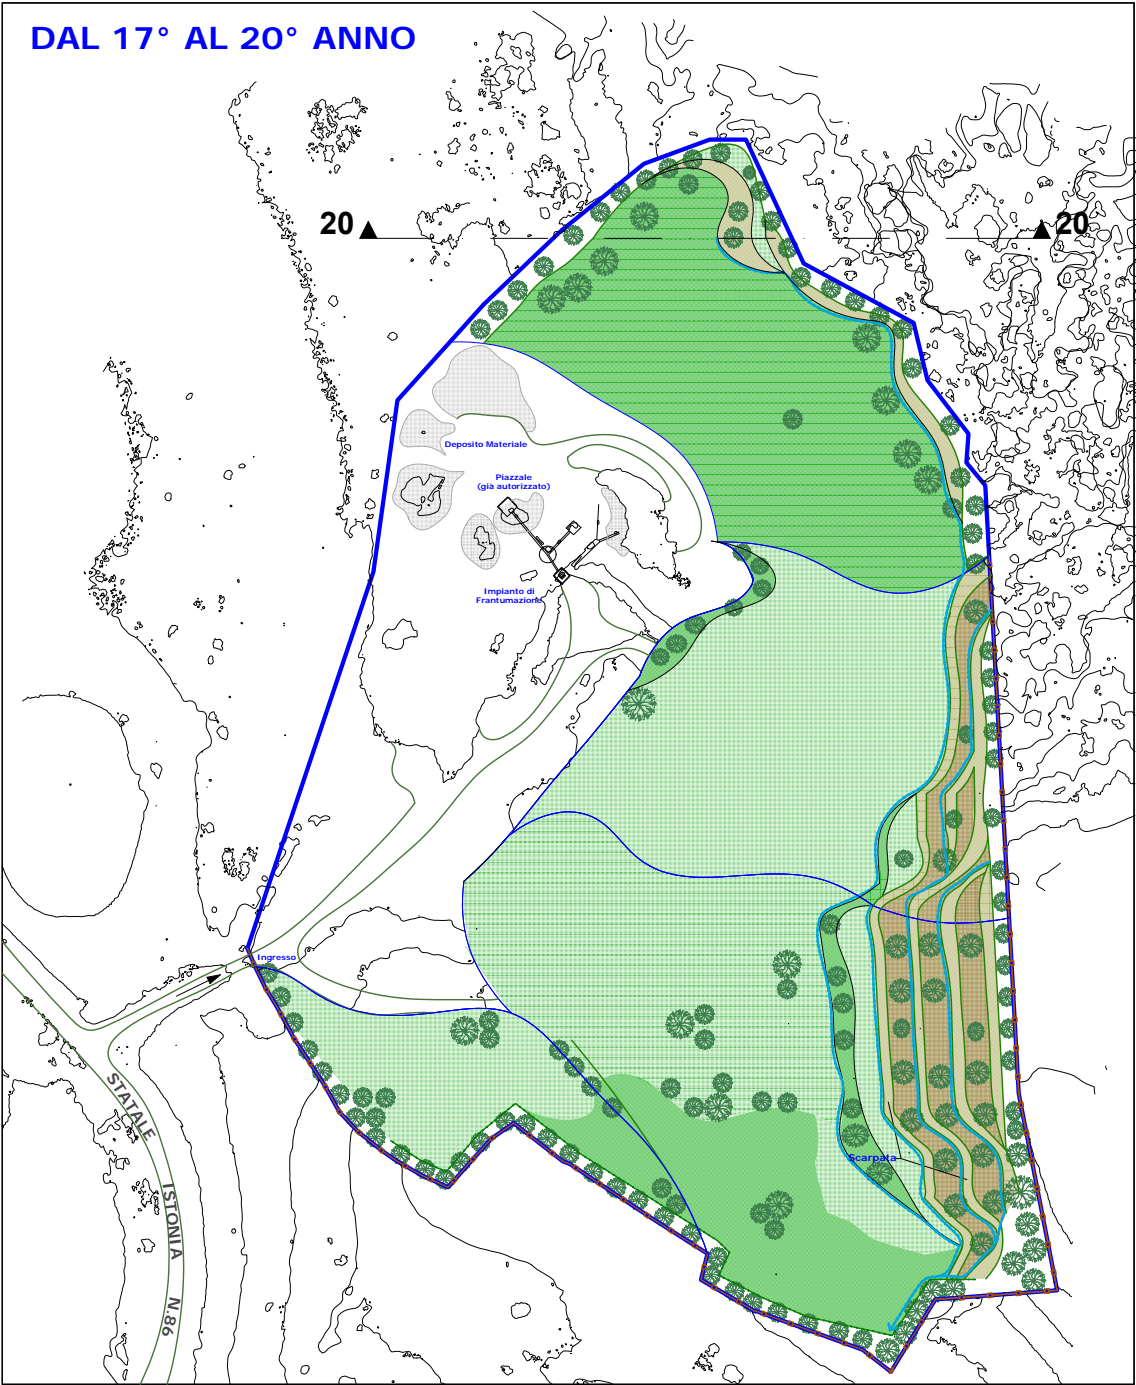 DAL 17° AL 20° ANNO
20 20
Deposito Materiale
Piazzale
(già autorizzato)
Impianto di
Frantumazione
Ingresso
STATALE ISTONIA N.86
Scarpata